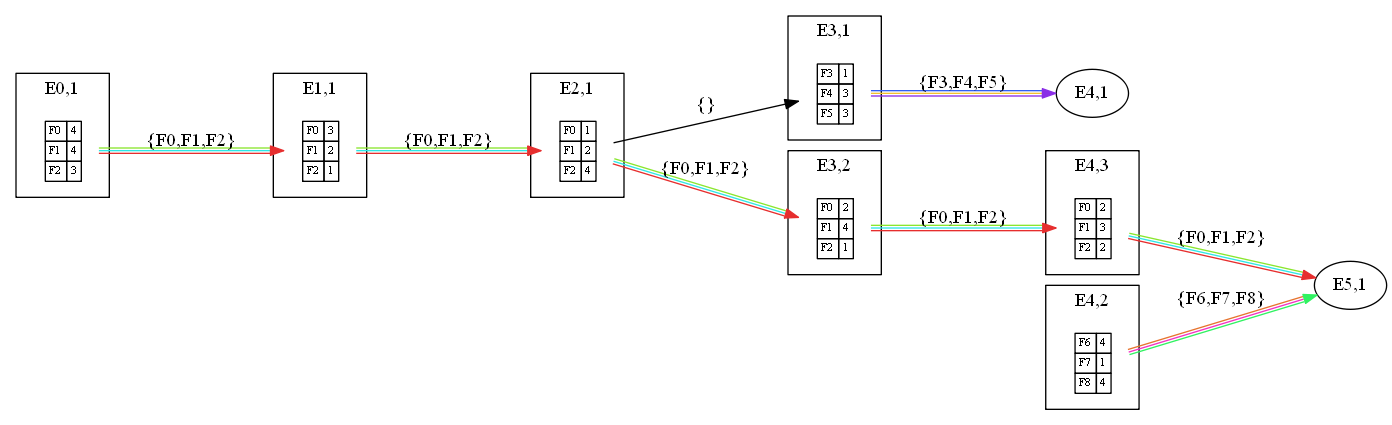 E0,1
F0 4
F1 4
F2 3
{F0,F1,F2}
E1,1
F0 3
F1 2
F2 1
{F0,F1,F2}
E2,1
F0 1
F1 2
F2 4
{}
{F0,F1,F2}
E3,1
F3 1
F4 3
F5 3
{F3,F4,F5}
E4,1
E3,2
F0 2
F1 4
F2 1
{F0,F1,F2}
E4,3
F0 2
F1 3
F2 2
{F0,F1,F2}
E4,2
F6 4
F7 1
F8 4
{F6,F7,F8}
E5,1